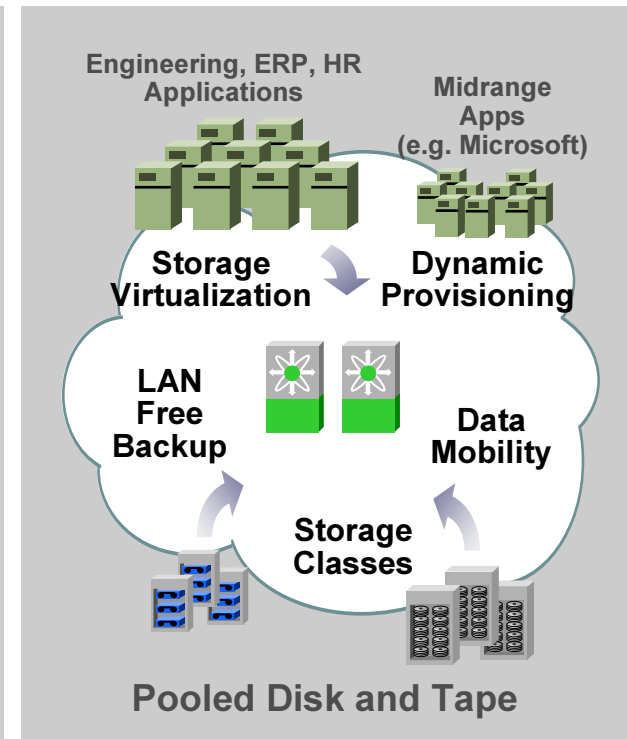 Engineering, ERP, HR
Applications
Midrange
Apps
(e.g. Microsoft)
Storage
Virtualization
Dynamic
Provisioning
LAN
Free
Backup
Data
Mobility
Storage
Classes
Pooled Disk and Tape